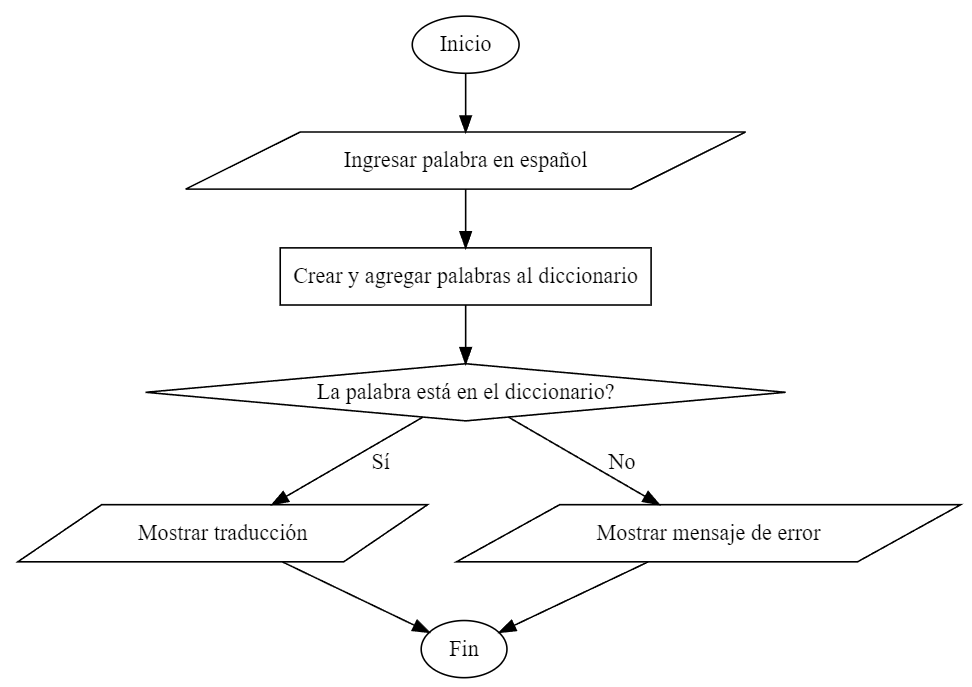 Inicio
Ingresar palabra en español
Crear y agregar palabras al diccionario
La palabra está en el diccionario?
Sí
No
Mostrar traducción
Mostrar mensaje de error
Fin